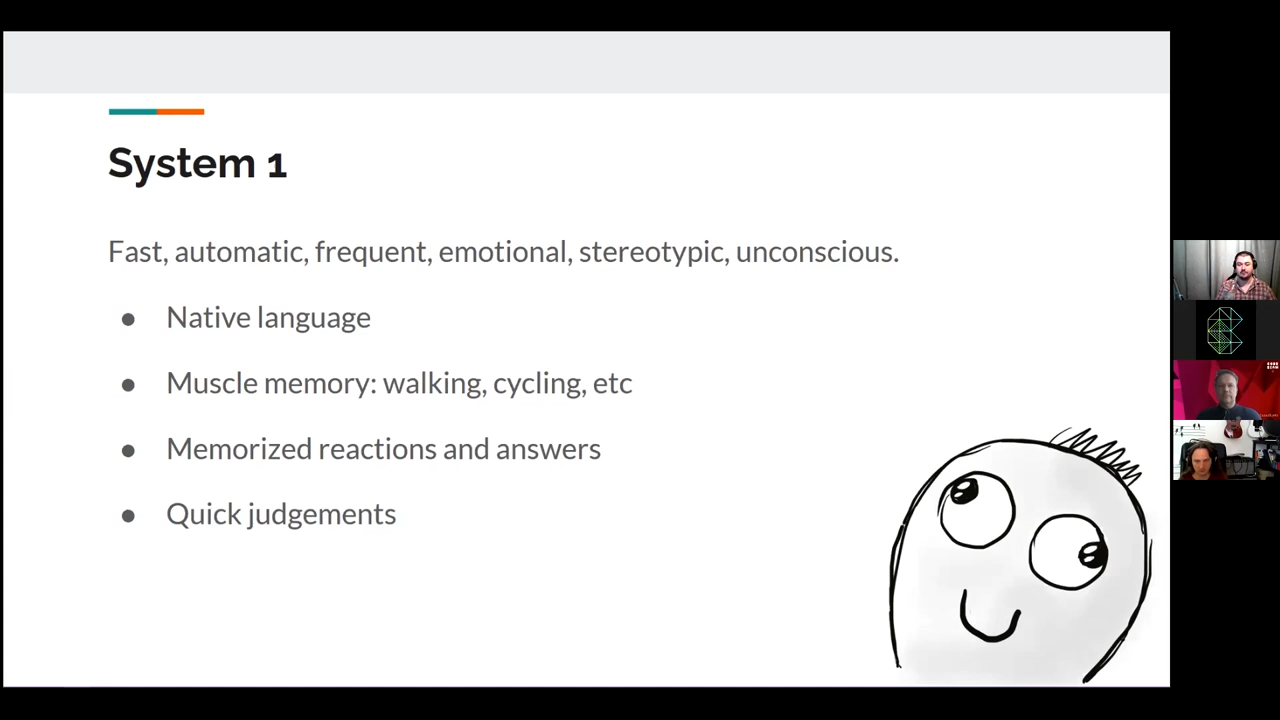 System 1
Fast, automatic, frequent, emotional, stereotypic, unconscious.
● Native language
● Muscle memory: walking, cycling, etc
● Memorized reactions and answers
● Quick judgements